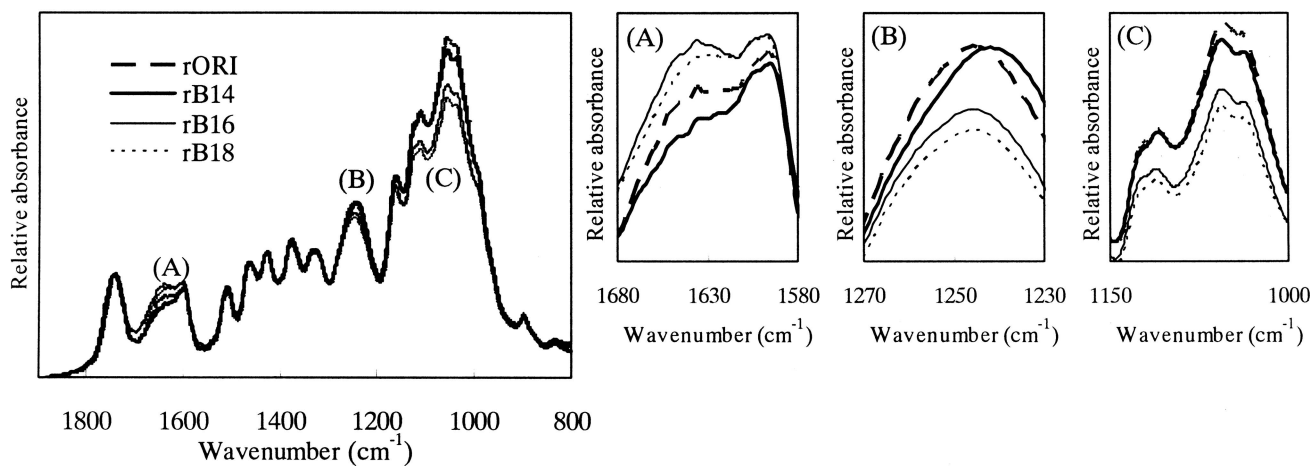 Relative absorbance
rORI
rB14
rB16
rB18
(A)
(B)
(C)
1800 1600 1400 1200 1000 800
Wavenumber (cm-1)
(A)
Relative absorbance
1680 1630 1580
Wavenumber (cm-1)
(B)
Relative absorbance
1270 1250 1230
Wavenumber (cm-1)
(C)
Relative absorbance
1150 1000
Wavenumber (cm-1)